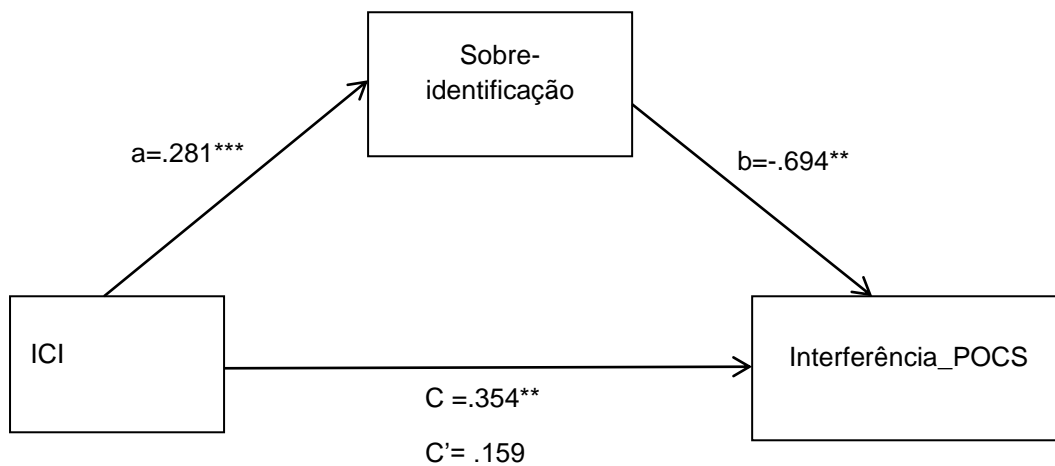 Sobre-
identificação
a=.281***
b=-.694**
ICI
Interferência_POCS
C =.354**
C’= .159